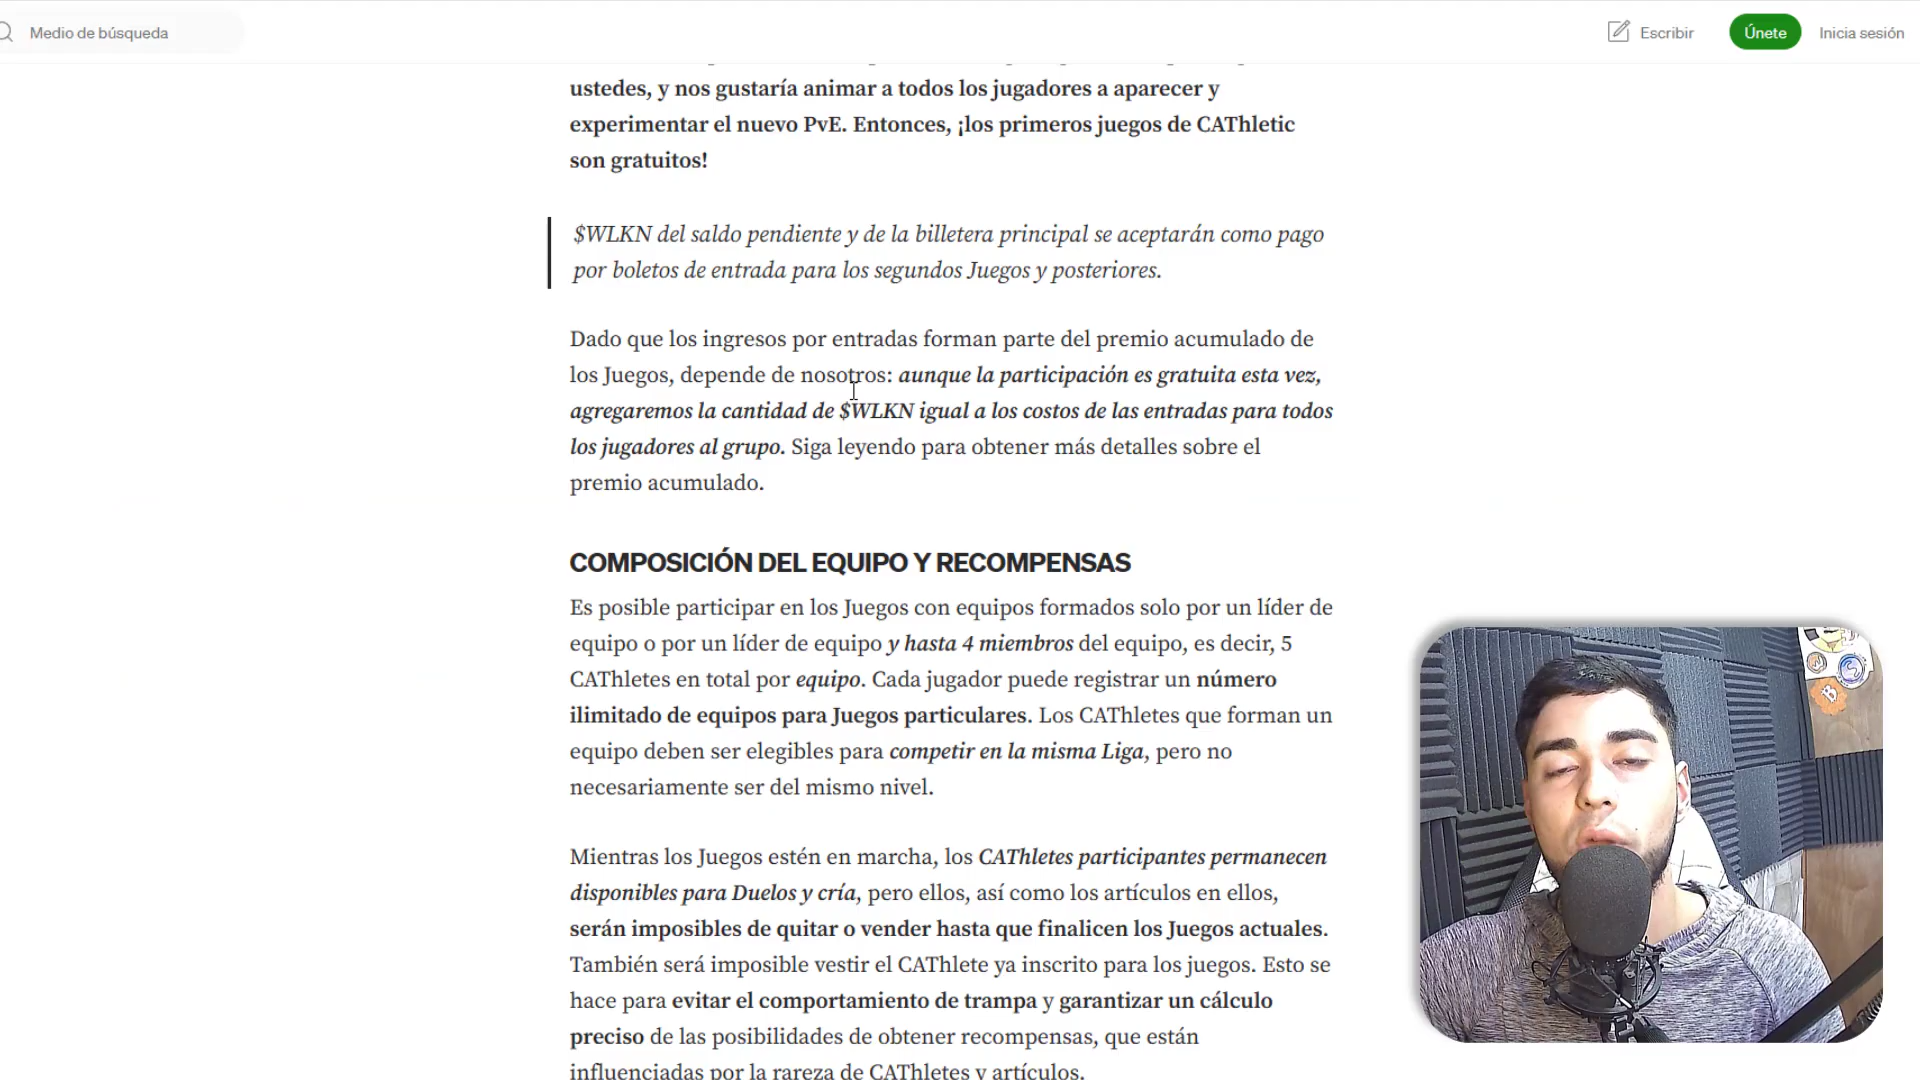 Medio de búsqueda
Escribir
Únete
Inicia sesión
ustedes, y nos gustaría animar a todos los jugadores a aparecer y
experimentar el nuevo PvE. Entonces, ¡los primeros juegos de CAThletic
son gratuitos!
$WLKN del saldo pendiente y de la billetera principal se aceptarán como pago
por boletos de entrada para los segundos Juegos y posteriores.
Dado que los ingresos por entradas forman parte del premio acumulado de
los Juegos, depende de nosotros: aunque la participación es gratuita esta vez,
agregaremos la cantidad de $WLKN igual a los costos de las entradas para todos
los jugadores al grupo. Siga leyendo para obtener más detalles sobre el
premio acumulado.
COMPOSICIÓN DEL EQUIPO Y RECOMPENSAS
Es posible participar en los Juegos con equipos formados solo por un líder de
equipo o por un líder de equipo y hasta 4 miembros del equipo, es decir, 5
CAThletes en total por equipo. Cada jugador puede registrar un número
ilimitado de equipos para Juegos particulares. Los CAThletes que forman un
equipo deben ser elegibles para competir en la misma Liga, pero no
necesariamente ser del mismo nivel.
Mientras los Juegos estén en marcha, los CAThletes participantes permanecen
disponibles para Duelos y cría, pero ellos, así como los artículos en ellos,
serán imposibles de quitar o vender hasta que finalicen los Juegos actuales.
También será imposible vestir el CAThlete ya inscrito para los juegos. Esto se
hace para evitar el comportamiento de trampa y garantizar un cálculo
preciso de las posibilidades de obtener recompensas, que están
influenciadas por la rareza de CAThletes y artículos.